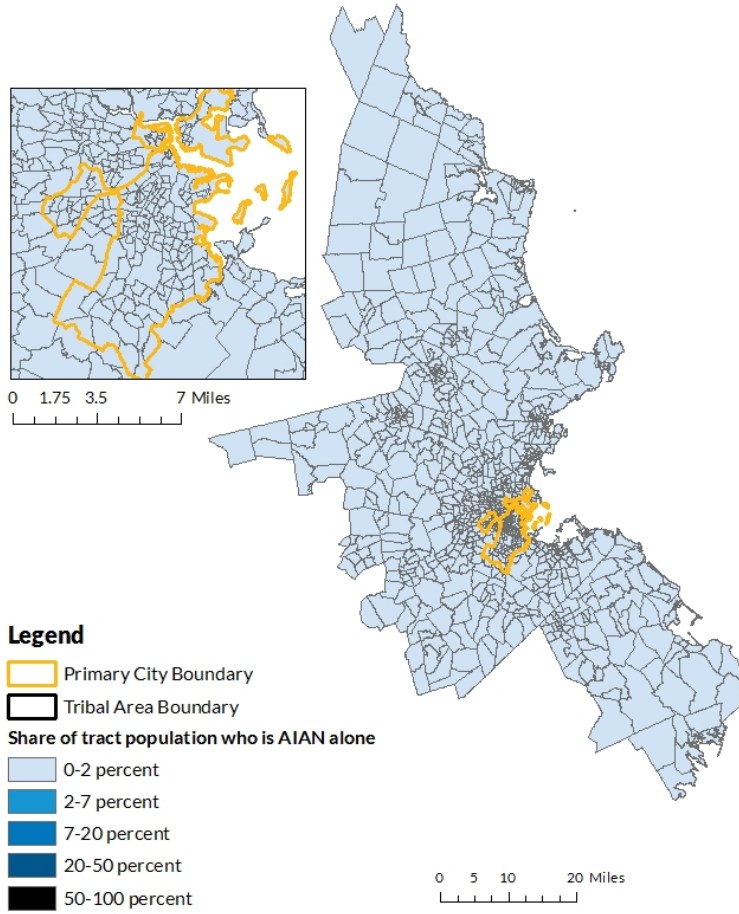 0 1.75 3.5 7 Miles
Legend
Primary City Boundary
Tribal Area Boundary
Share of tract population who is AIAN alone
0-2 percent
2-7 percent
7-20 percent
20-50 percent
50-100 percent
0 5 10 20 Miles